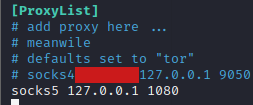 [ProxyList]
# add proxy here ...
# meanwile
# defaults set to "tor"
# socks4 127.0.0.1 9050
socks5 127.0.0.1 1080